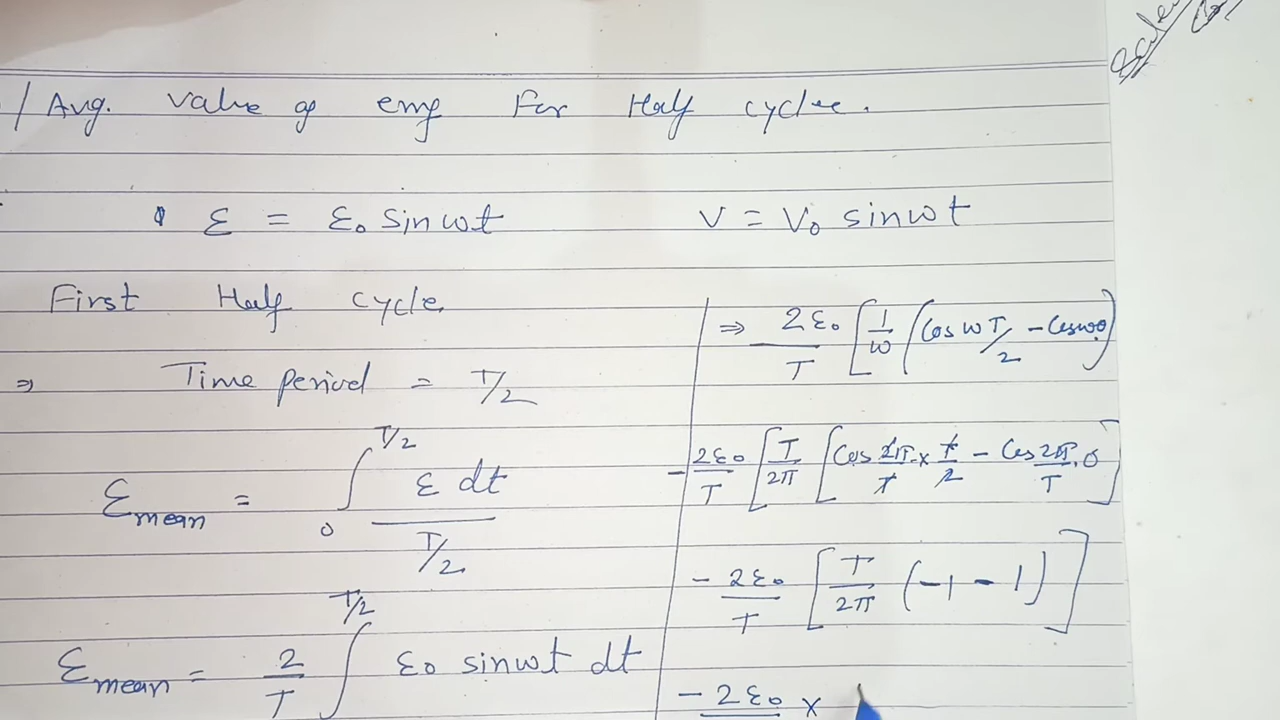 / Avg. value of emf For Half cycle.
ε = ε₀ sin ωt
V = V₀ sin ωt
First Half cycle.
⇒ Time period = T/2
ε_mean = ∫₀^{T/2} ε dt / T/2
ε_mean = 2/T ∫^{T/2} ε₀ sin ωt dt
⇒ 2ε₀/T [1/ω (Cos ω T/2 - Cos ω0)
- 2ε₀/T [T/2π [Cos 2π/T × T/2 - Cos 2π/T . 0]
- 2ε₀/T [T/2π (-1 - 1)]
- 2ε₀ ×